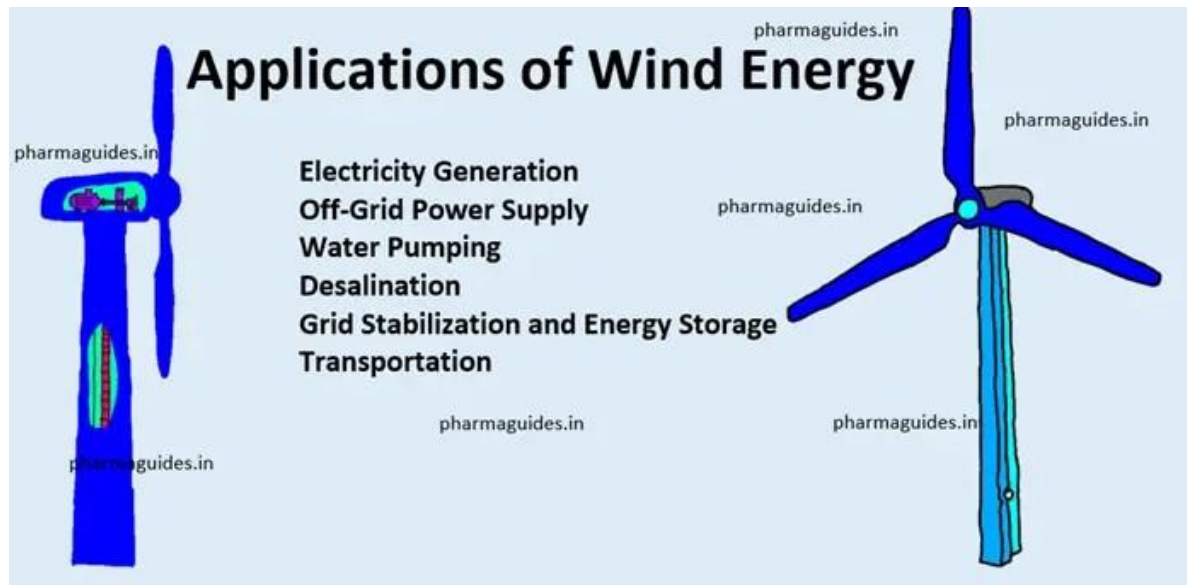 pharmaguides.in
Applications of Wind Energy
pharmaguides.in
pharmaguides.in
Electricity Generation
Off-Grid Power Supply
pharmaguides.in
Water Pumping
Desalination
Grid Stabilization and Energy Storage
Transportation
pharmaguides.in
pharmaguides.in
pharmaguides.in